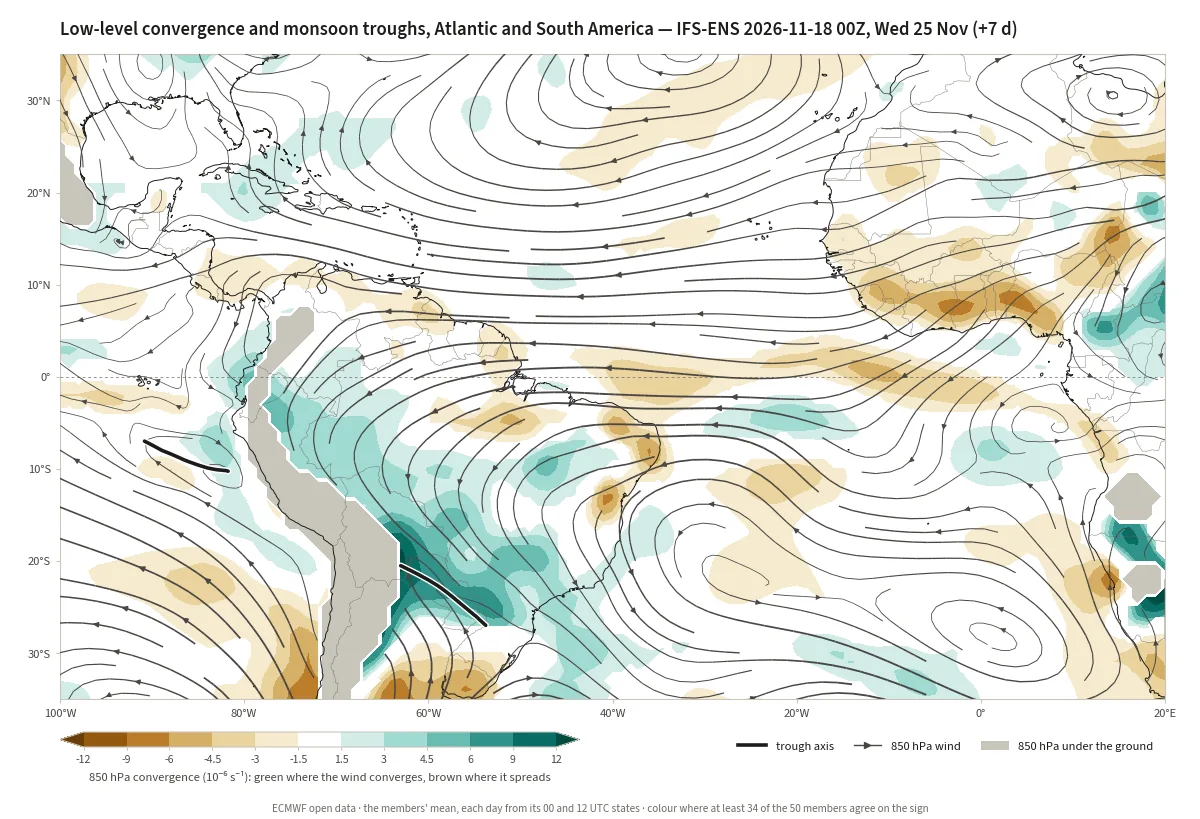 Low-level convergence and monsoon troughs, Atlantic and South America — IFS-ENS 2026-11-18 00Z, Wed 25 Nov (+7 d)
30°N
20°N
10°N
0°
10°S
20°S
30°S
100°W 80°W 60°W 40°W 20°W 0° 20°E
-12 -9 -6 -4.5 -3 -1.5 1.5 3 4.5 6 9 12
850 hPa convergence (10⁻⁶ s⁻¹): green where the wind converges, brown where it spreads
trough axis 850 hPa wind 850 hPa under the ground
ECMWF open data · the members' mean, each day from its 00 and 12 UTC states · colour where at least 34 of the 50 members agree on the sign